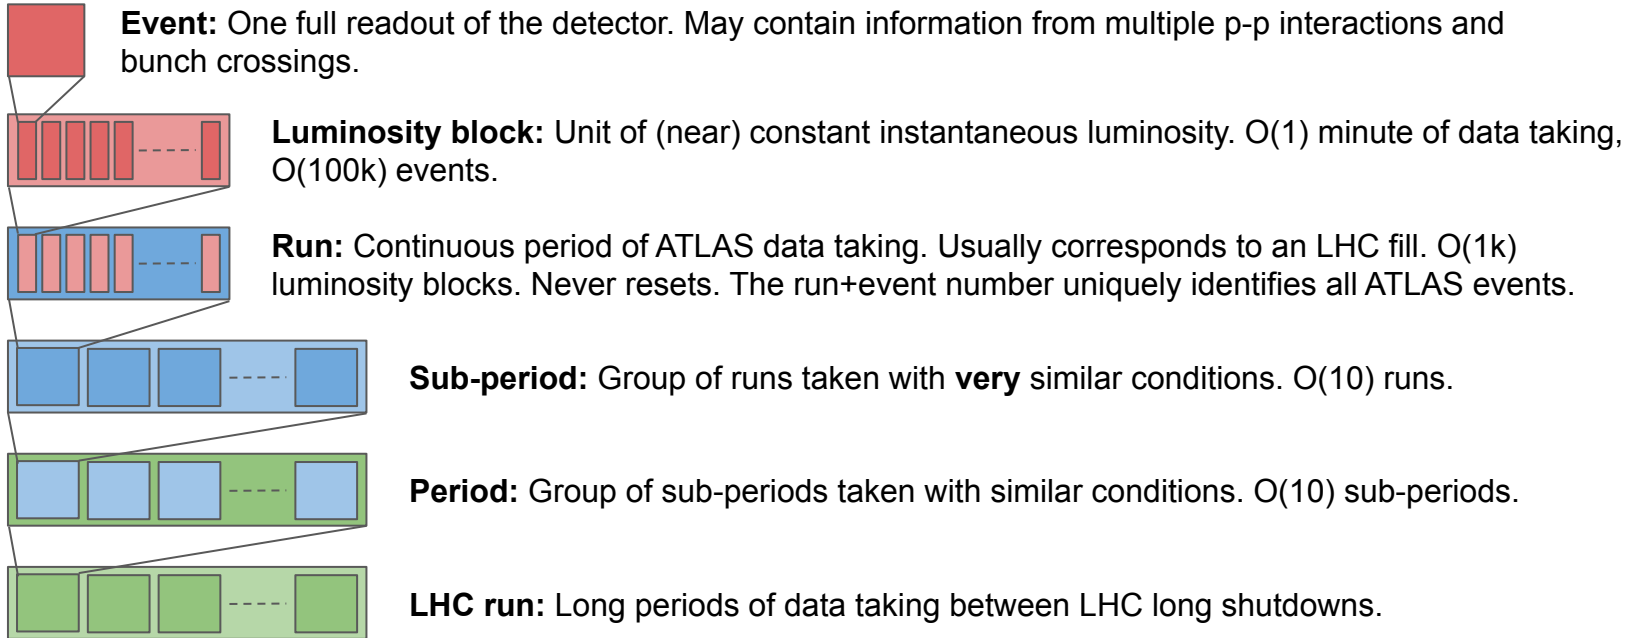 Event: One full readout of the detector. May contain information from multiple p-p interactions and
bunch crossings.
Luminosity block: Unit of (near) constant instantaneous luminosity. O(1) minute of data taking,
O(100k) events.
Run: Continuous period of ATLAS data taking. Usually corresponds to an LHC fill. O(1k)
luminosity blocks. Never resets. The run+event number uniquely identifies all ATLAS events.
Sub-period: Group of runs taken with very similar conditions. O(10) runs.
Period: Group of sub-periods taken with similar conditions. O(10) sub-periods.
LHC run: Long periods of data taking between LHC long shutdowns.